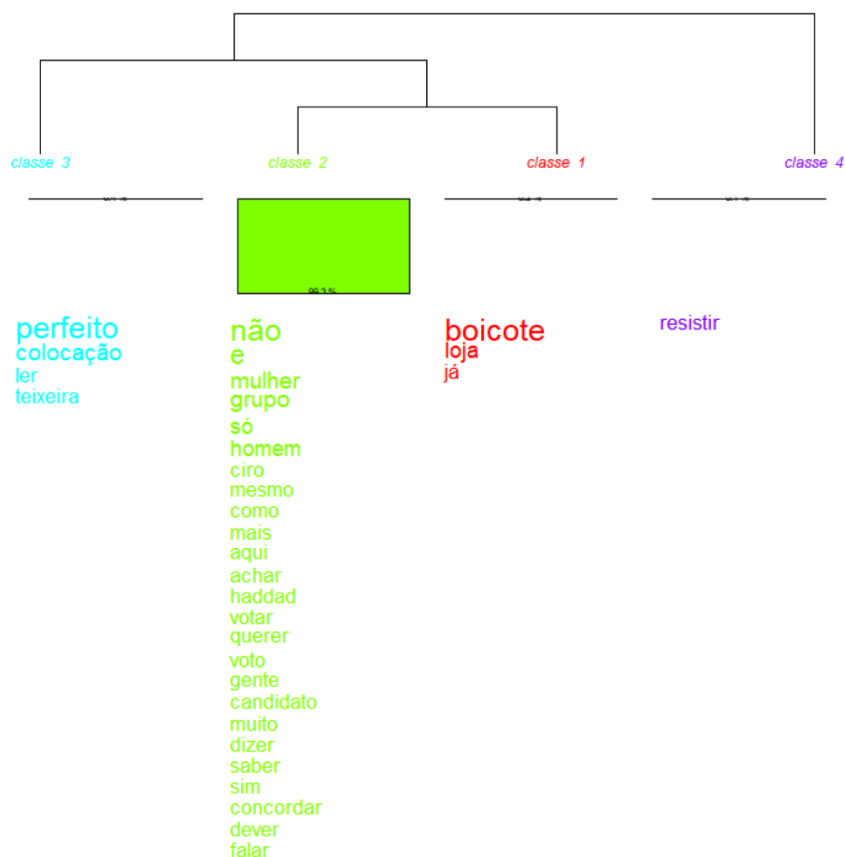 classe 3
classe 2
classe 1
classe 4
99.3 %
perfeito
colocação
ler
teixeira
não
e
mulher
grupo
só
homem
ciro
mesmo
como
mais
aqui
achar
haddad
votar
querer
voto
gente
candidato
muito
dizer
saber
sim
concordar
dever
falar
boicote
loja
já
resistir